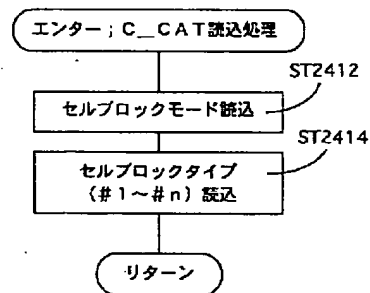 エンター；C__CAT読込処理
ST2412
セルブロックモード読込
ST2414
セルブロックタイプ
（#1～#n）読込
リターン